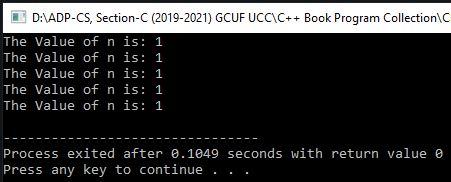 D:\ADP-CS, Section-C (2019-2021) GCUF UCC\C++ Book Program Collection\C
The Value of n is: 1
The Value of n is: 1
The Value of n is: 1
The Value of n is: 1
The Value of n is: 1
--------------------------------
Process exited after 0.1049 seconds with return value 0
Press any key to continue . . .